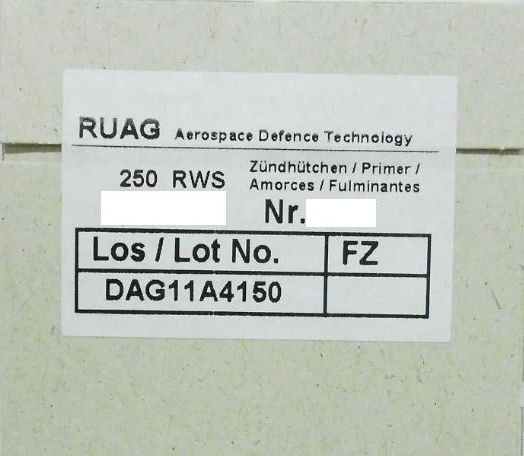 RUAG Aerospace Defence Technology
250 RWS Zündhütchen / Primer /
Amorces / Fulminantes
Nr.
Los / Lot No. FZ
DAG11A4150